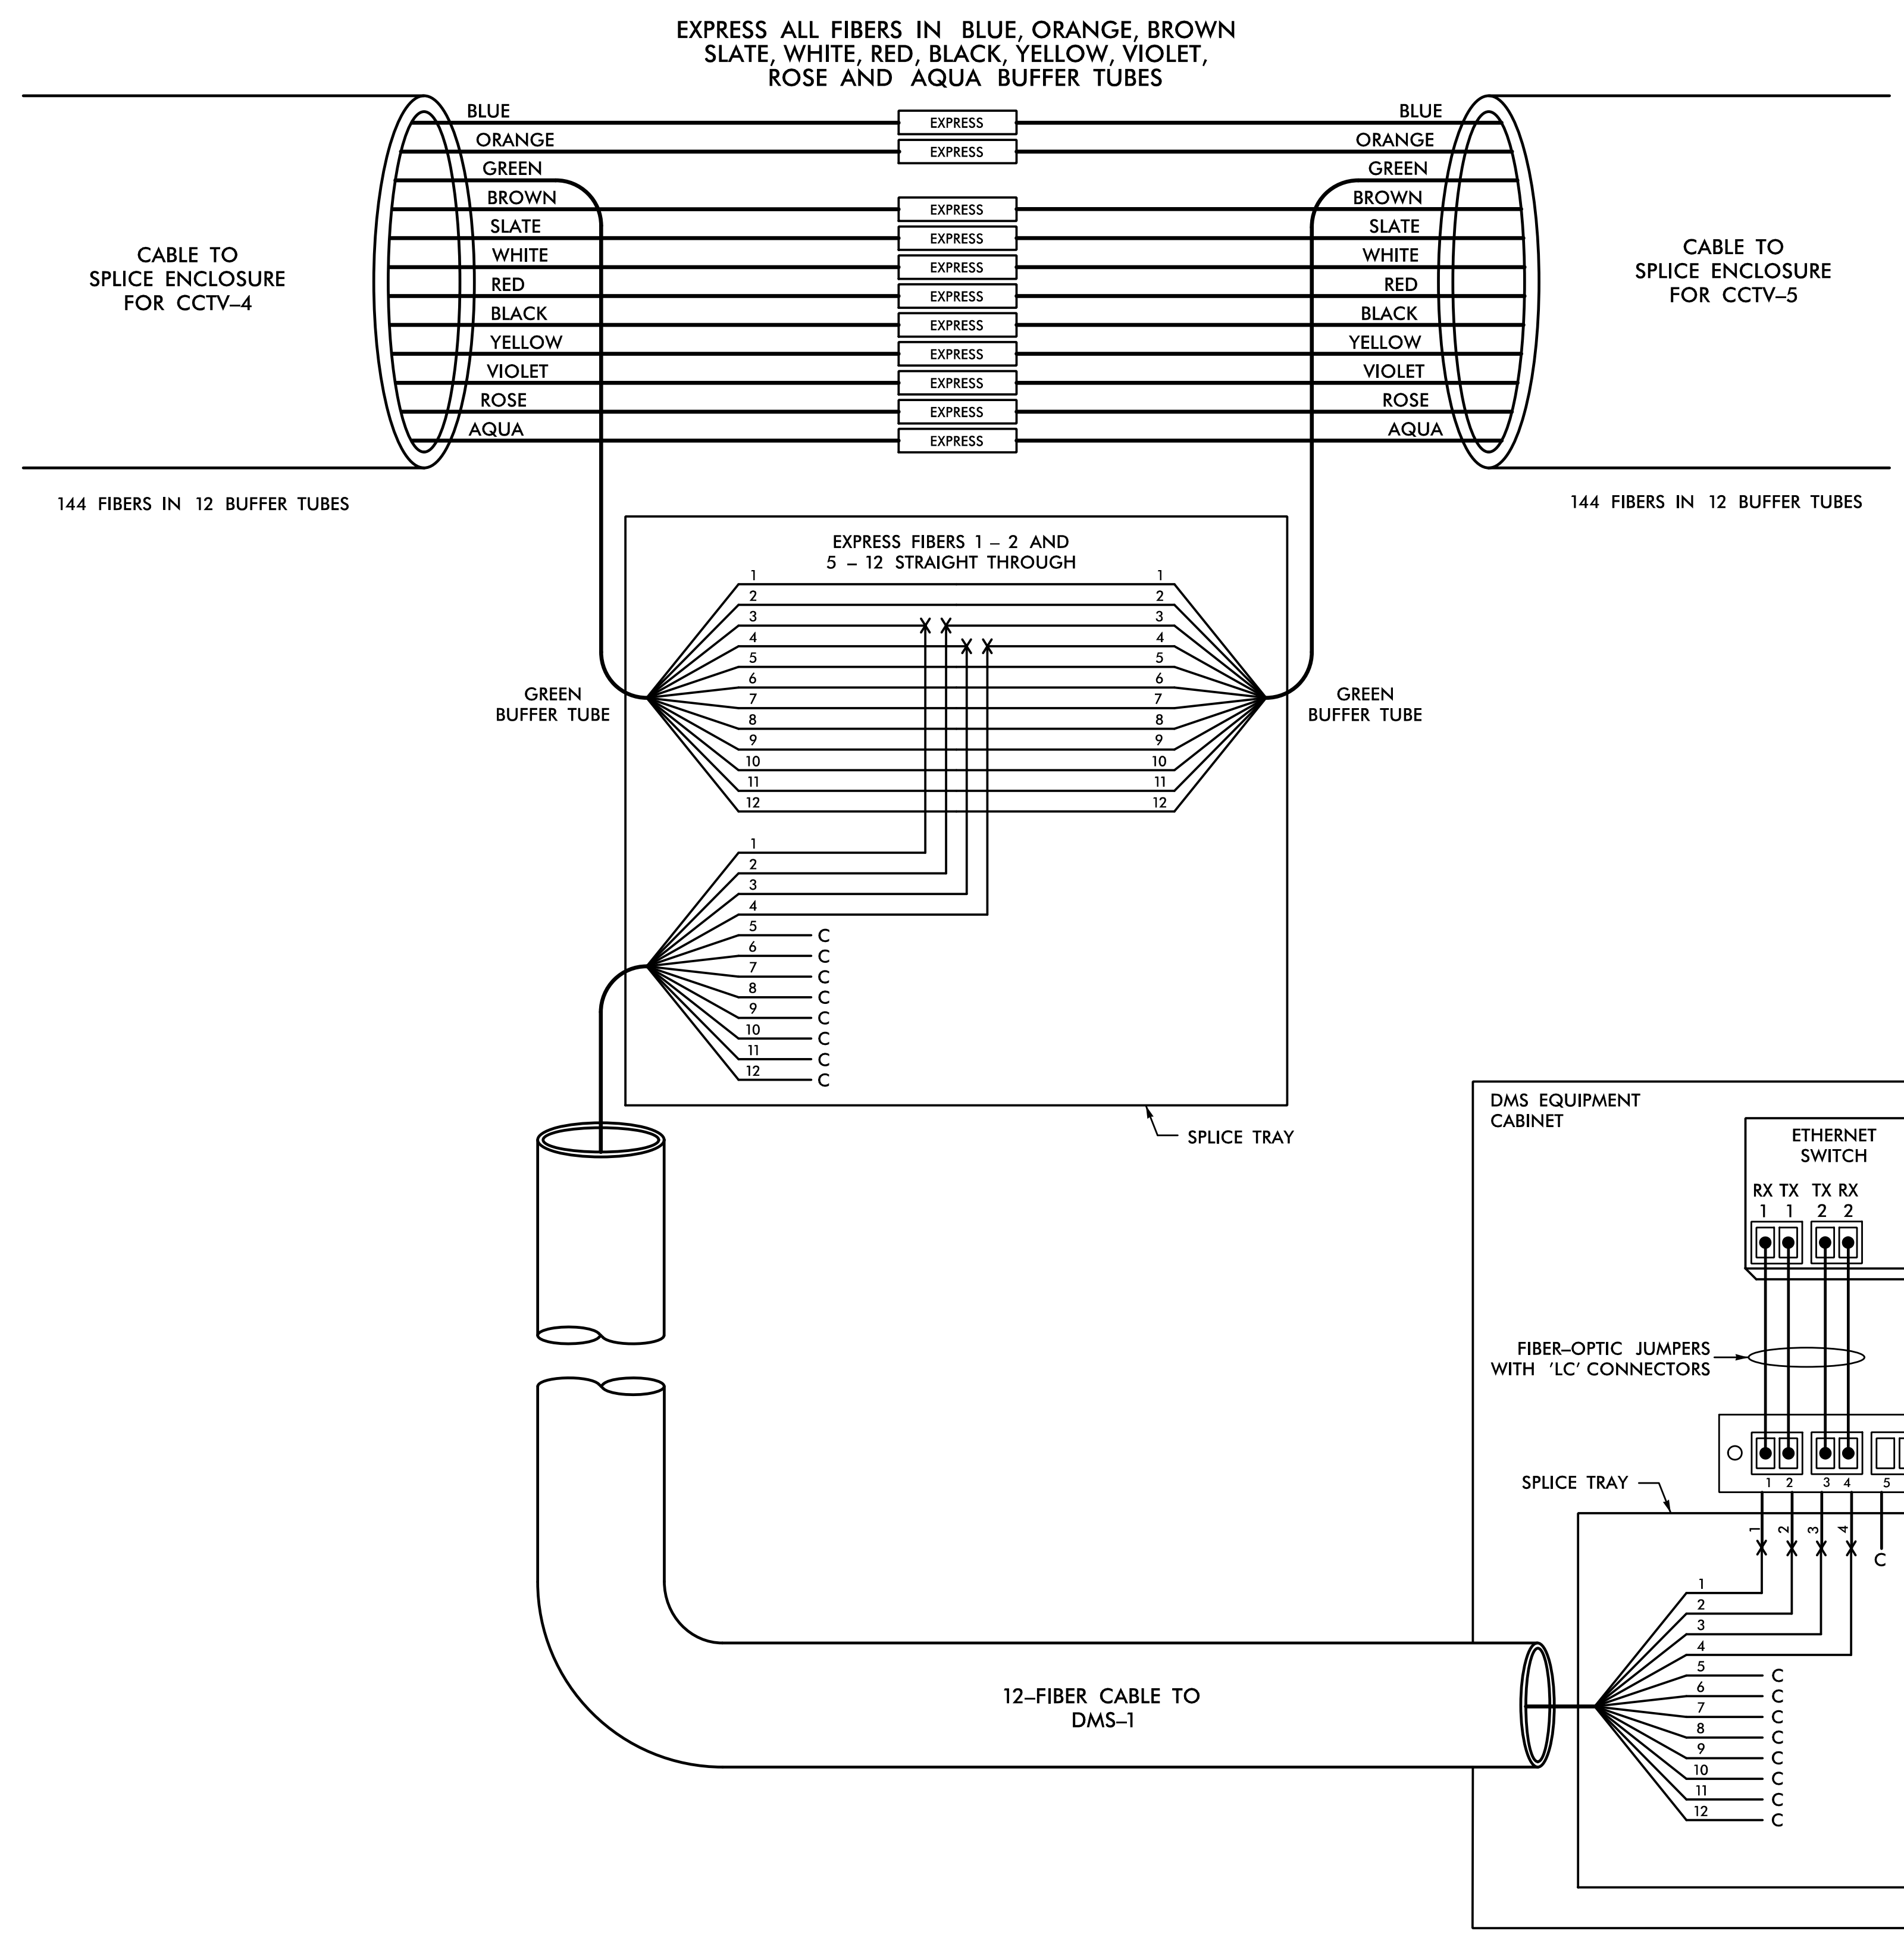 EXPRESS ALL FIBERS IN BLUE, ORANGE, BROWN
SLATE, WHITE, RED, BLACK, YELLOW, VIOLET,
ROSE AND AQUA BUFFER TUBES
BLUE EXPRESS BLUE
ORANGE EXPRESS ORANGE
GREEN GREEN
BROWN EXPRESS BROWN
SLATE EXPRESS SLATE
WHITE EXPRESS WHITE
RED EXPRESS RED
BLACK EXPRESS BLACK
YELLOW EXPRESS YELLOW
VIOLET EXPRESS VIOLET
ROSE EXPRESS ROSE
AQUA EXPRESS AQUA
CABLE TO
SPLICE ENCLOSURE
FOR CCTV–4
CABLE TO
SPLICE ENCLOSURE
FOR CCTV–5
144 FIBERS IN 12 BUFFER TUBES
144 FIBERS IN 12 BUFFER TUBES
EXPRESS FIBERS 1 – 2 AND
5 – 12 STRAIGHT THROUGH
1 1
2 2
3 3
4 4
5 5
6 6
7 7
8 8
9 9
10 10
11 11
12 12
GREEN
BUFFER TUBE
GREEN
BUFFER TUBE
1
2
3
4
5 C
6 C
7 C
8 C
9 C
10 C
11 C
12 C
SPLICE TRAY
DMS EQUIPMENT
CABINET
ETHERNET
SWITCH
RX TX TX RX
1 1 2 2
FIBER–OPTIC JUMPERS
WITH 'LC' CONNECTORS
1 2 3 4 5
SPLICE TRAY
1 2 3 4
C
1
2
3
4
5 C
6 C
7 C
8 C
9 C
10 C
11 C
12 C
12–FIBER CABLE TO
DMS–1